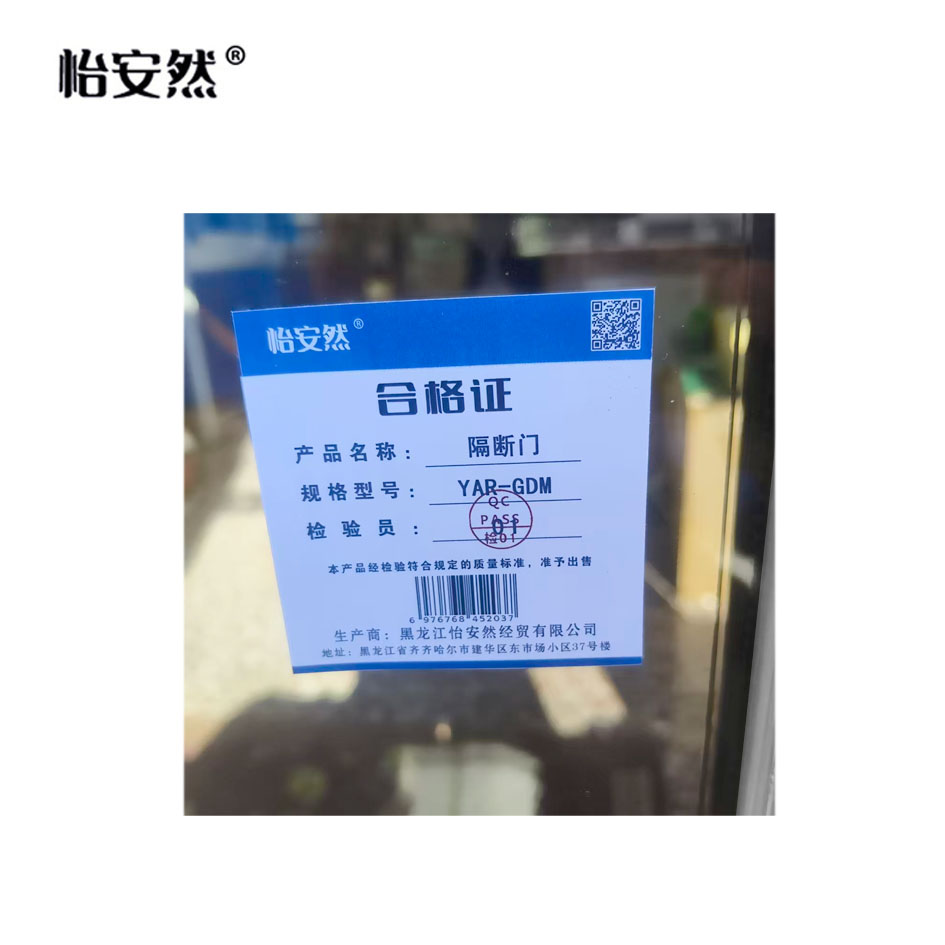 怡安然®
怡安然®
合格证
产品名称: 隔断门
规格型号: YAR-GDM
检验员: 01
QC
PASS
检01
本产品经检验符合规定的质量标准，准予出售
6 976768 452037
生产商: 黑龙江怡安然经贸有限公司
地址: 黑龙江省齐齐哈尔市建华区东市场小区37号楼